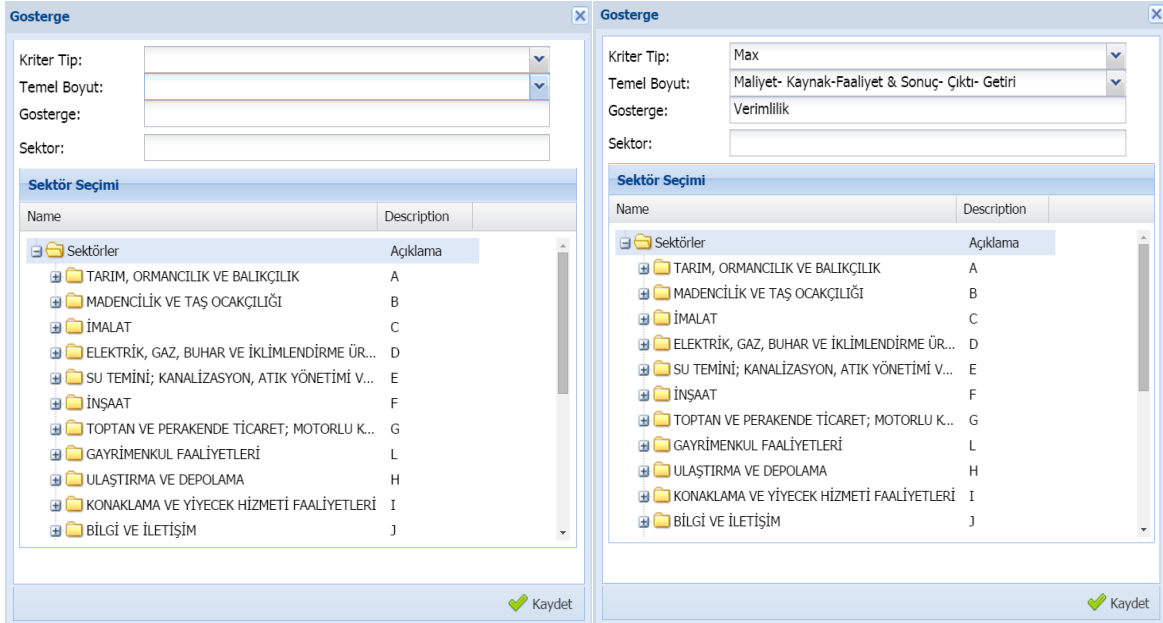 Gosterge
Kriter Tip:
Temel Boyut:
Gosterge:
Sektor:
Sektör Seçimi
Name Description
Sektörler Açıklama
TARIM, ORMANCILIK VE BALIKÇILIK A
MADENCİLİK VE TAŞ OCAKÇILIĞI B
İMALAT C
ELEKTRİK, GAZ, BUHAR VE İKLİMLENDİRME ÜR... D
SU TEMİNİ; KANALİZASYON, ATIK YÖNETİMİ V... E
İNŞAAT F
TOPTAN VE PERAKENDE TİCARET; MOTORLU K... G
GAYRİMENKUL FAALİYETLERİ L
ULAŞTIRMA VE DEPOLAMA H
KONAKLAMA VE YİYECEK HİZMETİ FAALİYETLERİ I
BİLGİ VE İLETİŞİM J
Kaydet
Gosterge
Kriter Tip: Max
Temel Boyut: Maliyet- Kaynak-Faaliyet & Sonuç- Çıktı- Getiri
Gosterge: Verimlilik
Sektor:
Sektör Seçimi
Name Description
Sektörler Açıklama
TARIM, ORMANCILIK VE BALIKÇILIK A
MADENCİLİK VE TAŞ OCAKÇILIĞI B
İMALAT C
ELEKTRİK, GAZ, BUHAR VE İKLİMLENDİRME ÜR... D
SU TEMİNİ; KANALİZASYON, ATIK YÖNETİMİ V... E
İNŞAAT F
TOPTAN VE PERAKENDE TİCARET; MOTORLU K... G
GAYRİMENKUL FAALİYETLERİ L
ULAŞTIRMA VE DEPOLAMA H
KONAKLAMA VE YİYECEK HİZMETİ FAALİYETLERİ I
BİLGİ VE İLETİŞİM J
Kaydet